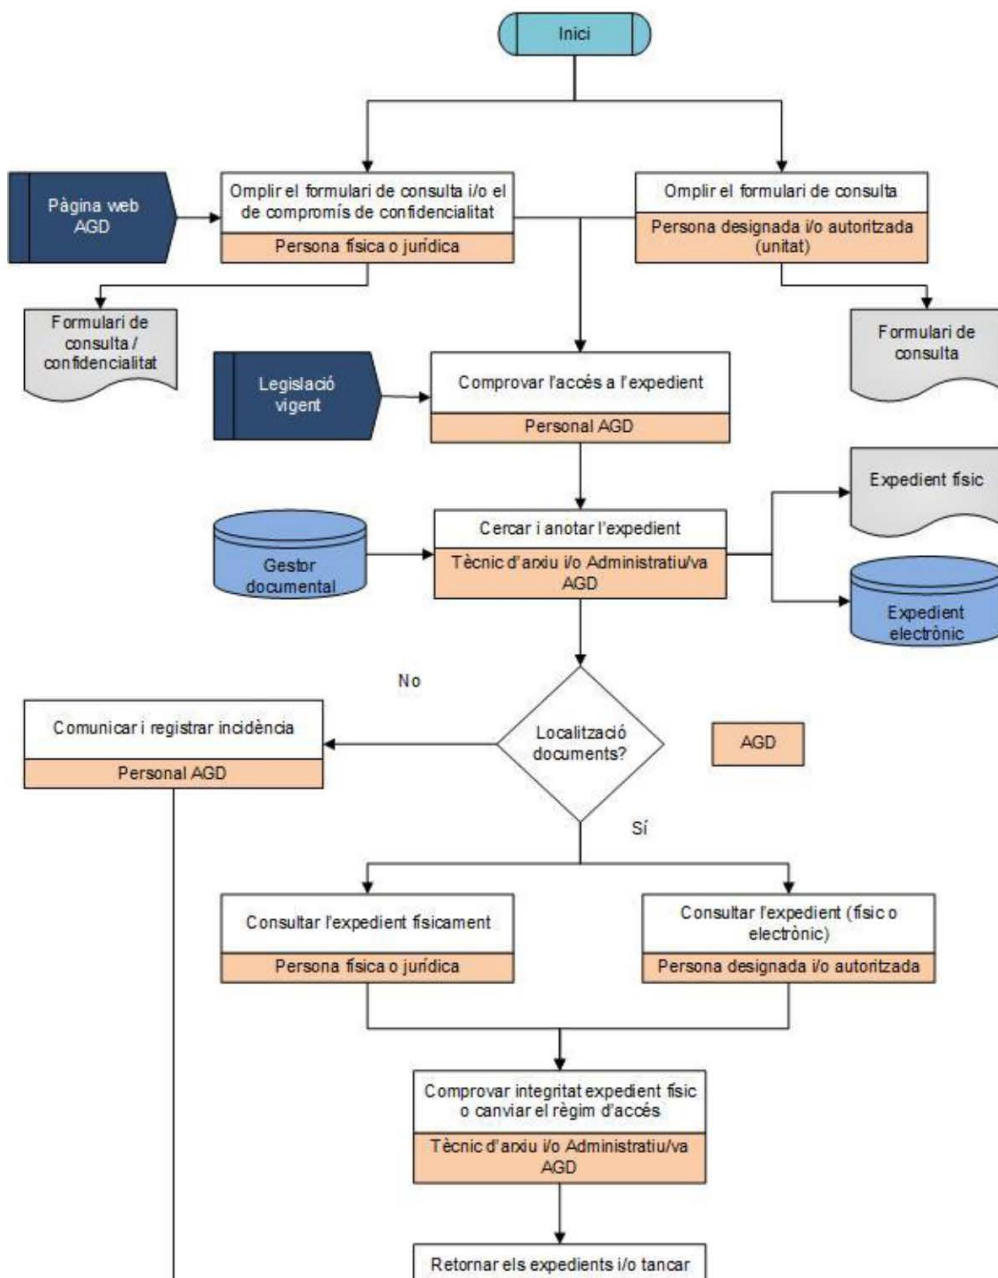 Inici
Pàgina web
AGD
Omplir el formulari de consulta i/o el
de compromís de confidencialitat
Persona física o jurídica
Omplir el formulari de consulta
Persona designada i/o autoritzada
(unitat)
Formulari de
consulta /
confidencialitat
Formulari de
consulta
Legislació
vigent
Comprovar l'accés a l'expedient
Personal AGD
Expedient físic
Gestor
documental
Cercar i anotar l'expedient
Tècnic d'arxiu i/o Administratiu/va
AGD
Expedient
electrònic
No
Comunicar i registrar incidència
Personal AGD
Localització
documents?
AGD
Sí
Consultar l'expedient físicament
Persona física o jurídica
Consultar l'expedient (físic o
electrònic)
Persona designada i/o autoritzada
Comprovar integritat expedient físic
o canviar el règim d'accés
Tècnic d'arxiu i/o Administratiu/va
AGD
Retornar els expedients i/o tancar